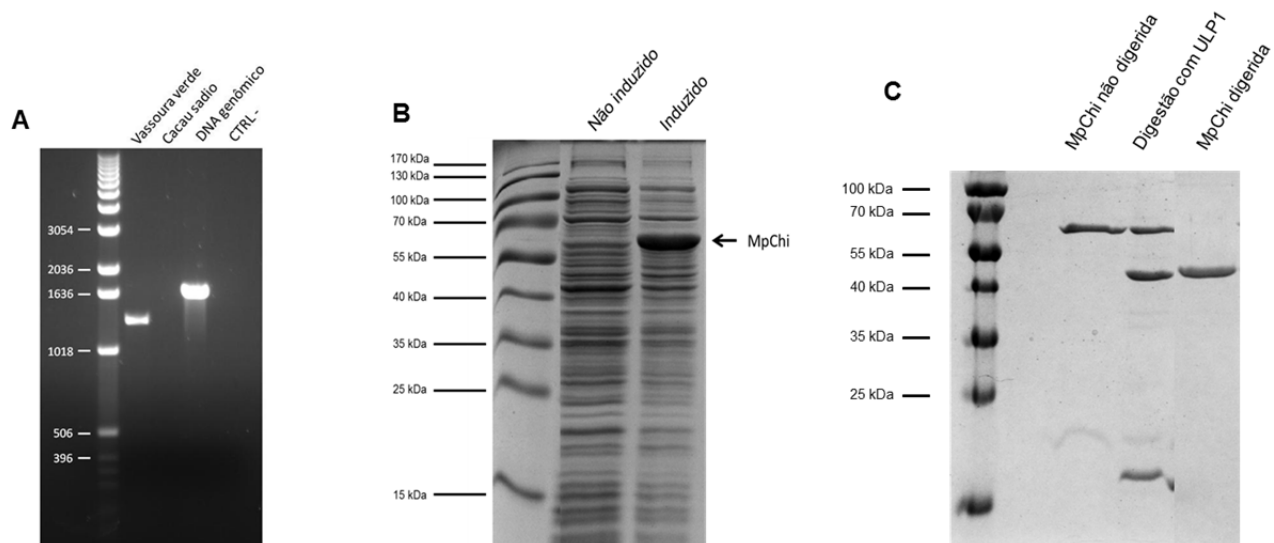 A
Vassoura verde
Cacau sadio
DNA genômico
CTRL -
3054
2036
1636
1018
506
396
B
Não induzido
Induzido
170 kDa
130 kDa
100 kDa
70 kDa
55 kDa
40 kDa
35 kDa
25 kDa
15 kDa
MpChi
C
MpChi não digerida
Digestão com ULP1
MpChi digerida
100 kDa
70 kDa
55 kDa
40 kDa
35 kDa
25 kDa